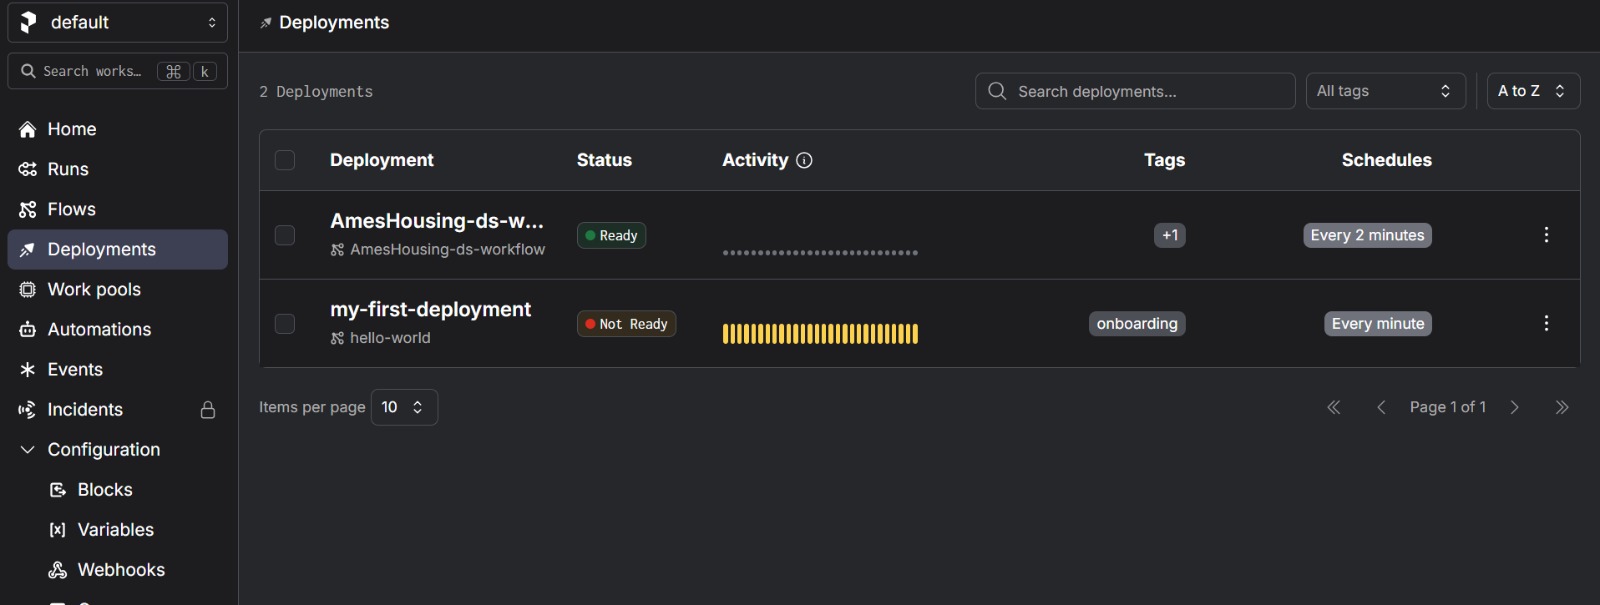 default
Deployments
Search works…
⌘ k
2 Deployments
Search deployments...
All tags
A to Z
Home
Runs
Flows
Deployments
Work pools
Automations
Events
Incidents
Configuration
Blocks
Variables
Webhooks
Deployment Status Activity Tags Schedules
AmesHousing-ds-w...
AmesHousing-ds-workflow
Ready
+1
Every 2 minutes
my-first-deployment
hello-world
Not Ready
onboarding
Every minute
Items per page 10
Page 1 of 1